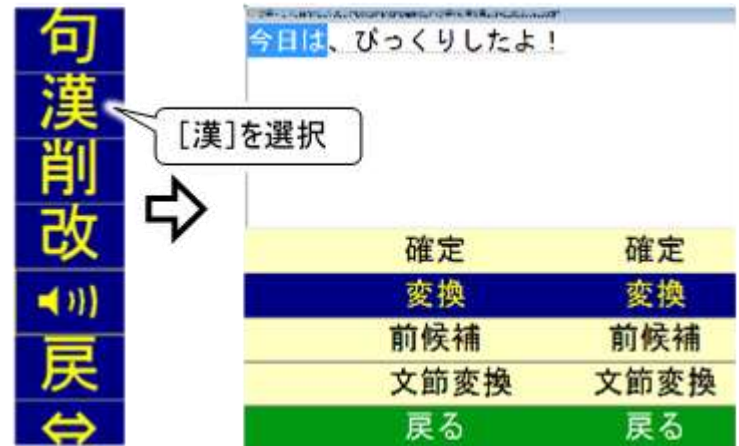 句
漢
削
改
戻
[漢]を選択
今日は、びっくりしたよ！
確定 確定
変換 変換
前候補 前候補
文節変換 文節変換
戻る 戻る